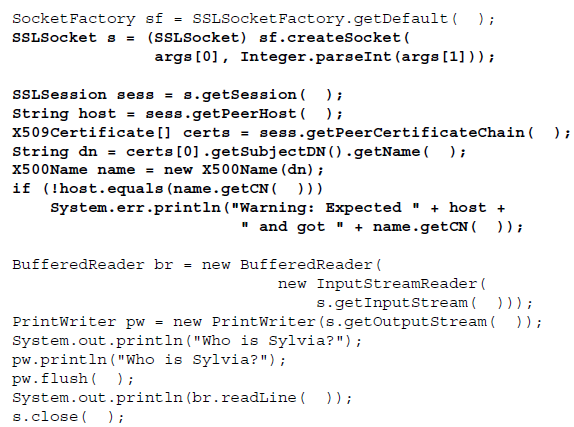 SocketFactory sf = SSLSocketFactory.getDefault(  );
SSLSocket s = (SSLSocket) sf.createSocket(
               args[0], Integer.parseInt(args[1]));

SSLSession sess = s.getSession(  );
String host = sess.getPeerHost(  );
X509Certificate[] certs = sess.getPeerCertificateChain(  );
String dn = certs[0].getSubjectDN().getName(  );
X500Name name = new X500Name(dn);
if (!host.equals(name.getCN(  )))
    System.err.println("Warning: Expected " + host +
                        " and got " + name.getCN(  ));

BufferedReader br = new BufferedReader(
                            new InputStreamReader(
                                s.getInputStream(  )));
PrintWriter pw = new PrintWriter(s.getOutputStream(  ));
System.out.println("Who is Sylvia?");
pw.println("Who is Sylvia?");
pw.flush(  );
System.out.println(br.readLine(  ));
s.close(  );